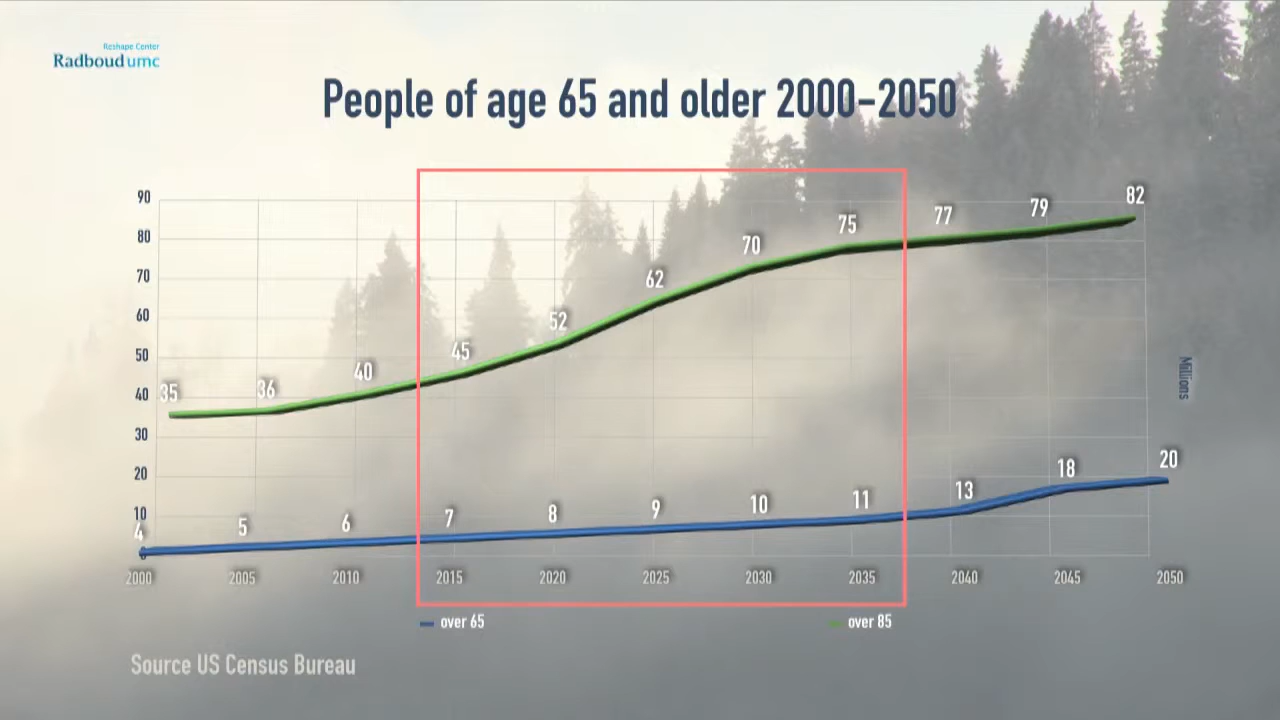 Reshape Center
Radboudumc
People of age 65 and older 2000-2050
90
80
70
60
50
40
30
20
10
0
35 36 40 45 52 62 70 75 77 79 82
4 5 6 7 8 9 10 11 13 18 20
Millions
2000 2005 2010 2015 2020 2025 2030 2035 2040 2045 2050
over 65 over 85
Source US Census Bureau